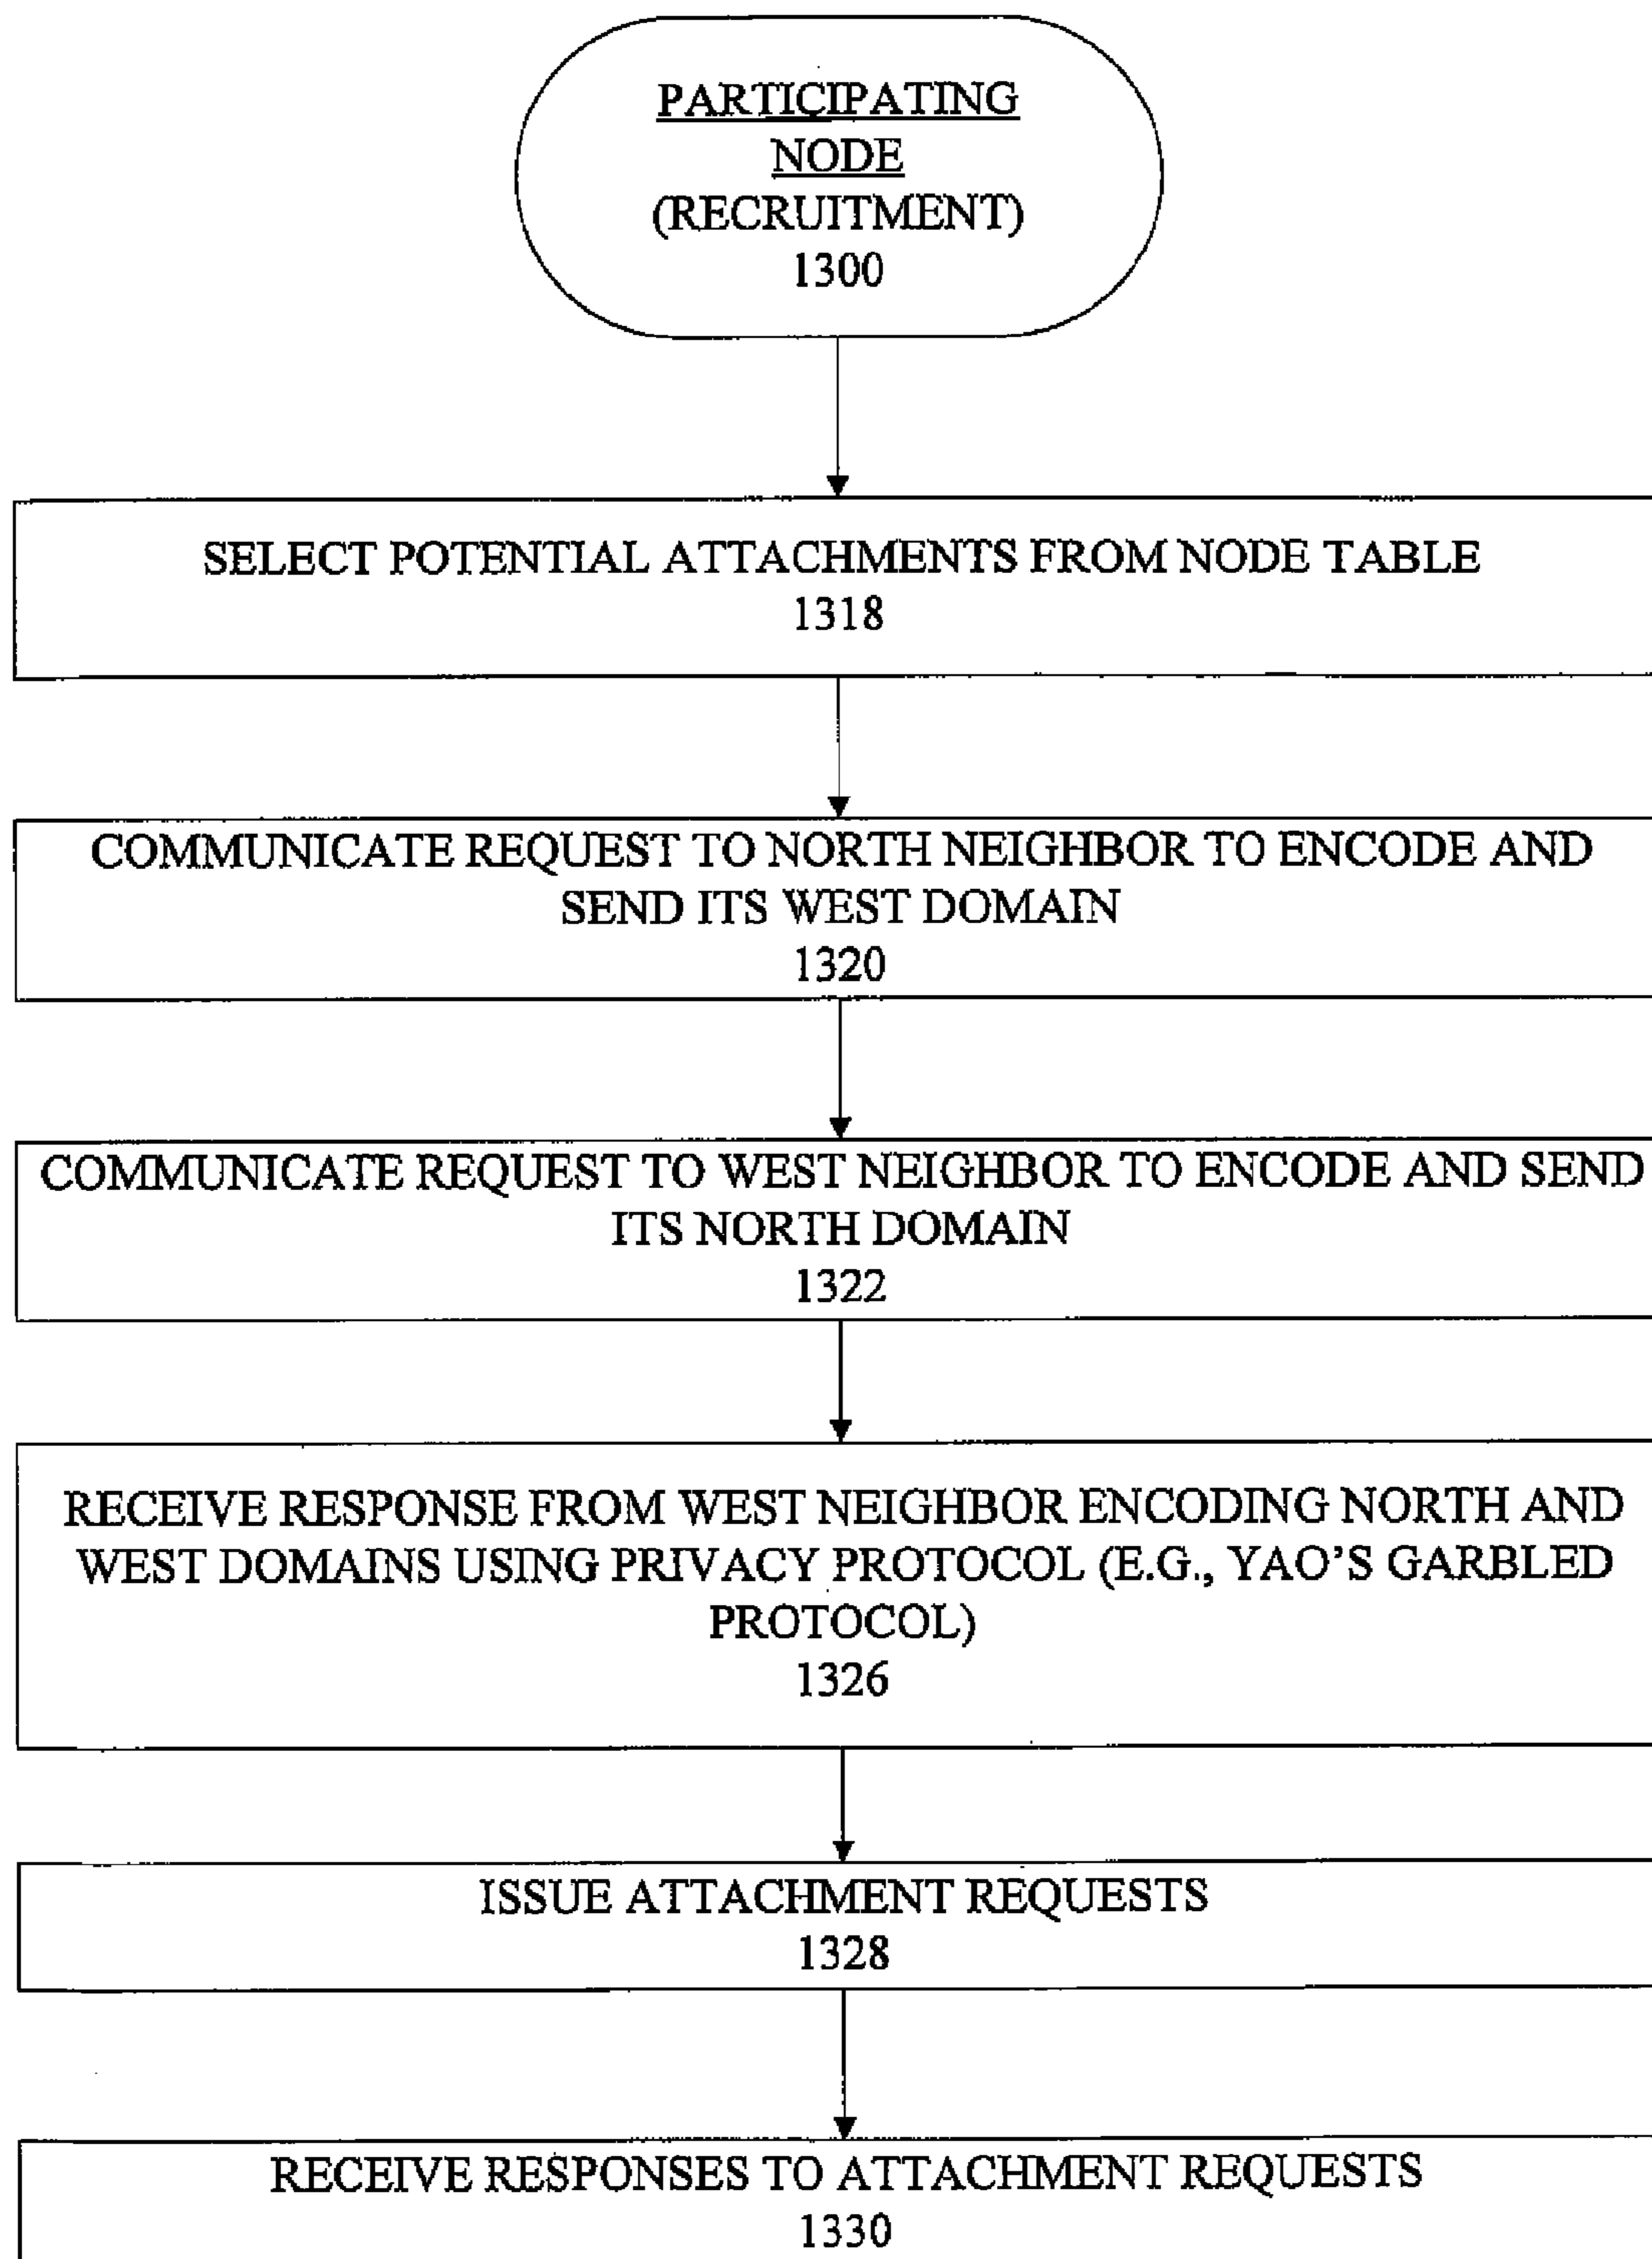 PARTICIPATING
NODE
(RECRUITMENT)
1300
SELECT POTENTIAL ATTACHMENTS FROM NODE TABLE
1318
COMMUNICATE REQUEST TO NORTH NEIGHBOR TO ENCODE AND
SEND ITS WEST DOMAIN
1320
COMMUNICATE REQUEST TO WEST NEIGHBOR TO ENCODE AND SEND
ITS NORTH DOMAIN
1322
RECEIVE RESPONSE FROM WEST NEIGHBOR ENCODING NORTH AND
WEST DOMAINS USING PRIVACY PROTOCOL (E.G., YAO'S GARBLED
PROTOCOL)
1326
ISSUE ATTACHMENT REQUESTS
1328
RECEIVE RESPONSES TO ATTACHMENT REQUESTS
1330